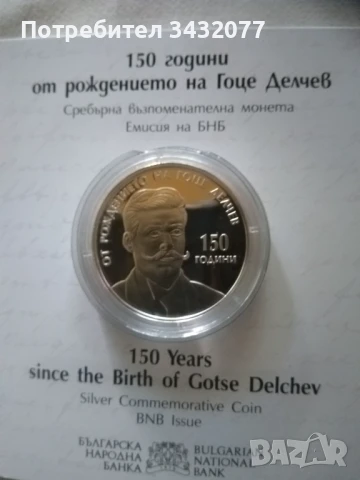 Потребител 3432077
150 години
от рождението на Гоце Делчев
Сребърна възпоменателна монета
Емисия на БНБ
ОТ РОЖДЕНИЕТО НА ГОЦЕ ДЕЛЧЕВ
150
ГОДИНИ
150 Years
since the Birth of Gotse Delchev
Silver Commemorative Coin
BNB Issue
БЪЛГАРСКА
НАРОДНА
БАНКА
BULGARIAN
NATIONAL
BANK
BAZAR